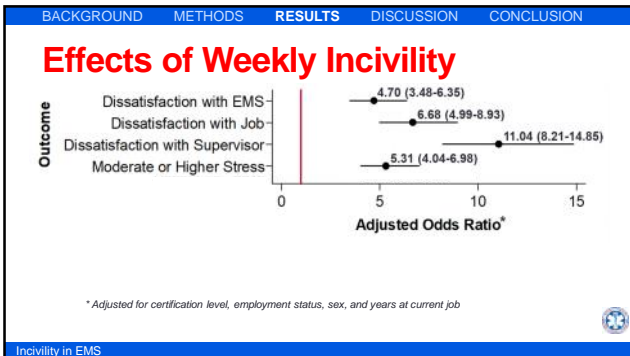 BACKGROUND METHODS RESULTS DISCUSSION CONCLUSION
Effects of Weekly Incivility
Outcome
Dissatisfaction with EMS 4.70 (3.48-6.35)
Dissatisfaction with Job 6.68 (4.99-8.93)
Dissatisfaction with Supervisor 11.04 (8.21-14.85)
Moderate or Higher Stress 5.31 (4.04-6.98)
0 5 10 15
Adjusted Odds Ratio*
* Adjusted for certification level, employment status, sex, and years at current job
Incivility in EMS